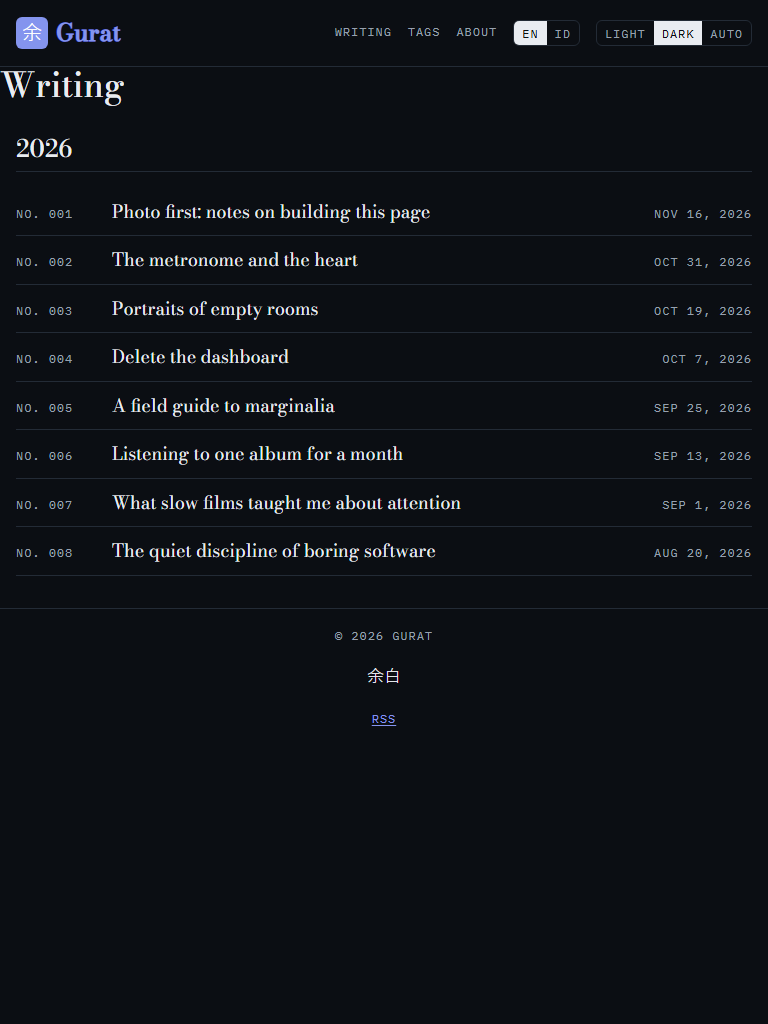 余 Gurat WRITING TAGS ABOUT EN ID LIGHT DARK AUTO
Writing
2026
NO. 001 Photo first: notes on building this page NOV 16, 2026
NO. 002 The metronome and the heart OCT 31, 2026
NO. 003 Portraits of empty rooms OCT 19, 2026
NO. 004 Delete the dashboard OCT 7, 2026
NO. 005 A field guide to marginalia SEP 25, 2026
NO. 006 Listening to one album for a month SEP 13, 2026
NO. 007 What slow films taught me about attention SEP 1, 2026
NO. 008 The quiet discipline of boring software AUG 20, 2026
© 2026 GURAT
余白
RSS